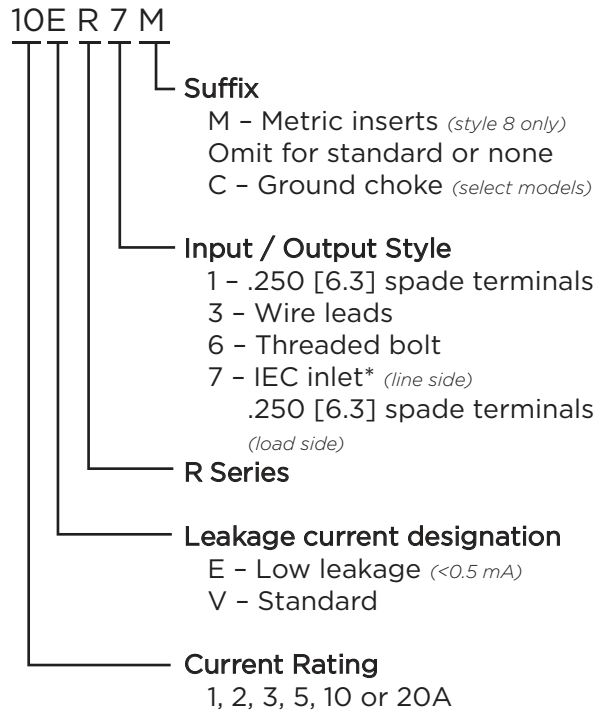 10E R 7 M
Suffix
M – Metric inserts (style 8 only)
Omit for standard or none
C – Ground choke (select models)
Input / Output Style
1 – .250 [6.3] spade terminals
3 – Wire leads
6 – Threaded bolt
7 – IEC inlet* (line side)
.250 [6.3] spade terminals
(load side)
R Series
Leakage current designation
E – Low leakage (<0.5 mA)
V – Standard
Current Rating
1, 2, 3, 5, 10 or 20A